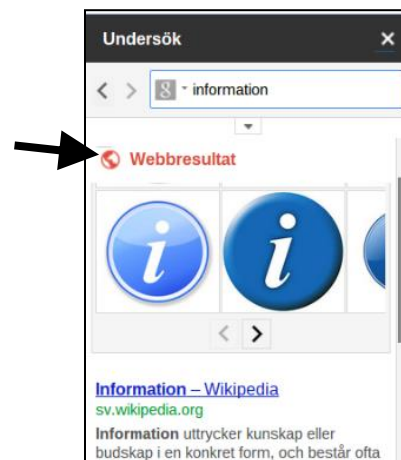 Undersök
information
Webbresultat
Information – Wikipedia
sv.wikipedia.org
Information uttrycker kunskap eller
budskap i en konkret form, och består ofta